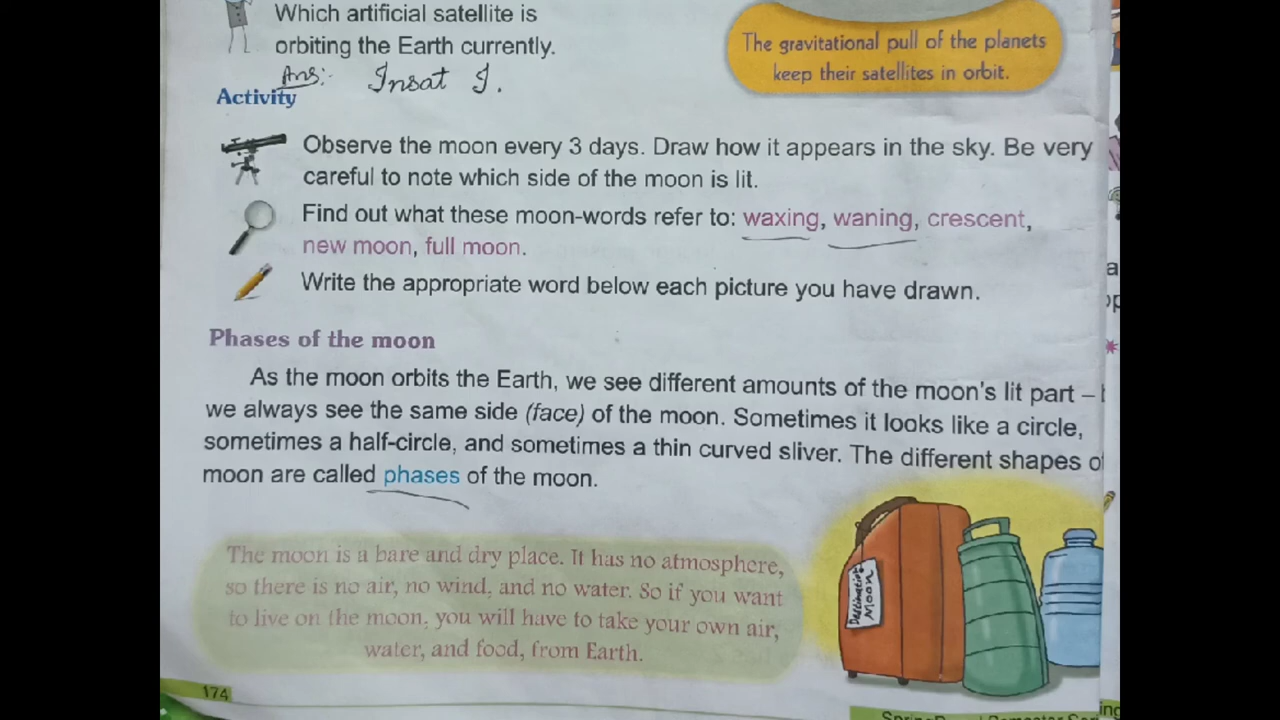 Which artificial satellite is
orbiting the Earth currently.
Ans:- Insat I.
The gravitational pull of the planets
keep their satellites in orbit.
Activity
Observe the moon every 3 days. Draw how it appears in the sky. Be very
careful to note which side of the moon is lit.
Find out what these moon-words refer to: waxing, waning, crescent,
new moon, full moon.
Write the appropriate word below each picture you have drawn.
Phases of the moon
As the moon orbits the Earth, we see different amounts of the moon's lit part –
we always see the same side (face) of the moon. Sometimes it looks like a circle,
sometimes a half-circle, and sometimes a thin curved sliver. The different shapes o
moon are called phases of the moon.
The moon is a bare and dry place. It has no atmosphere,
so there is no air, no wind, and no water. So if you want
to live on the moon, you will have to take your own air,
water, and food, from Earth.
Destination
Moon
174